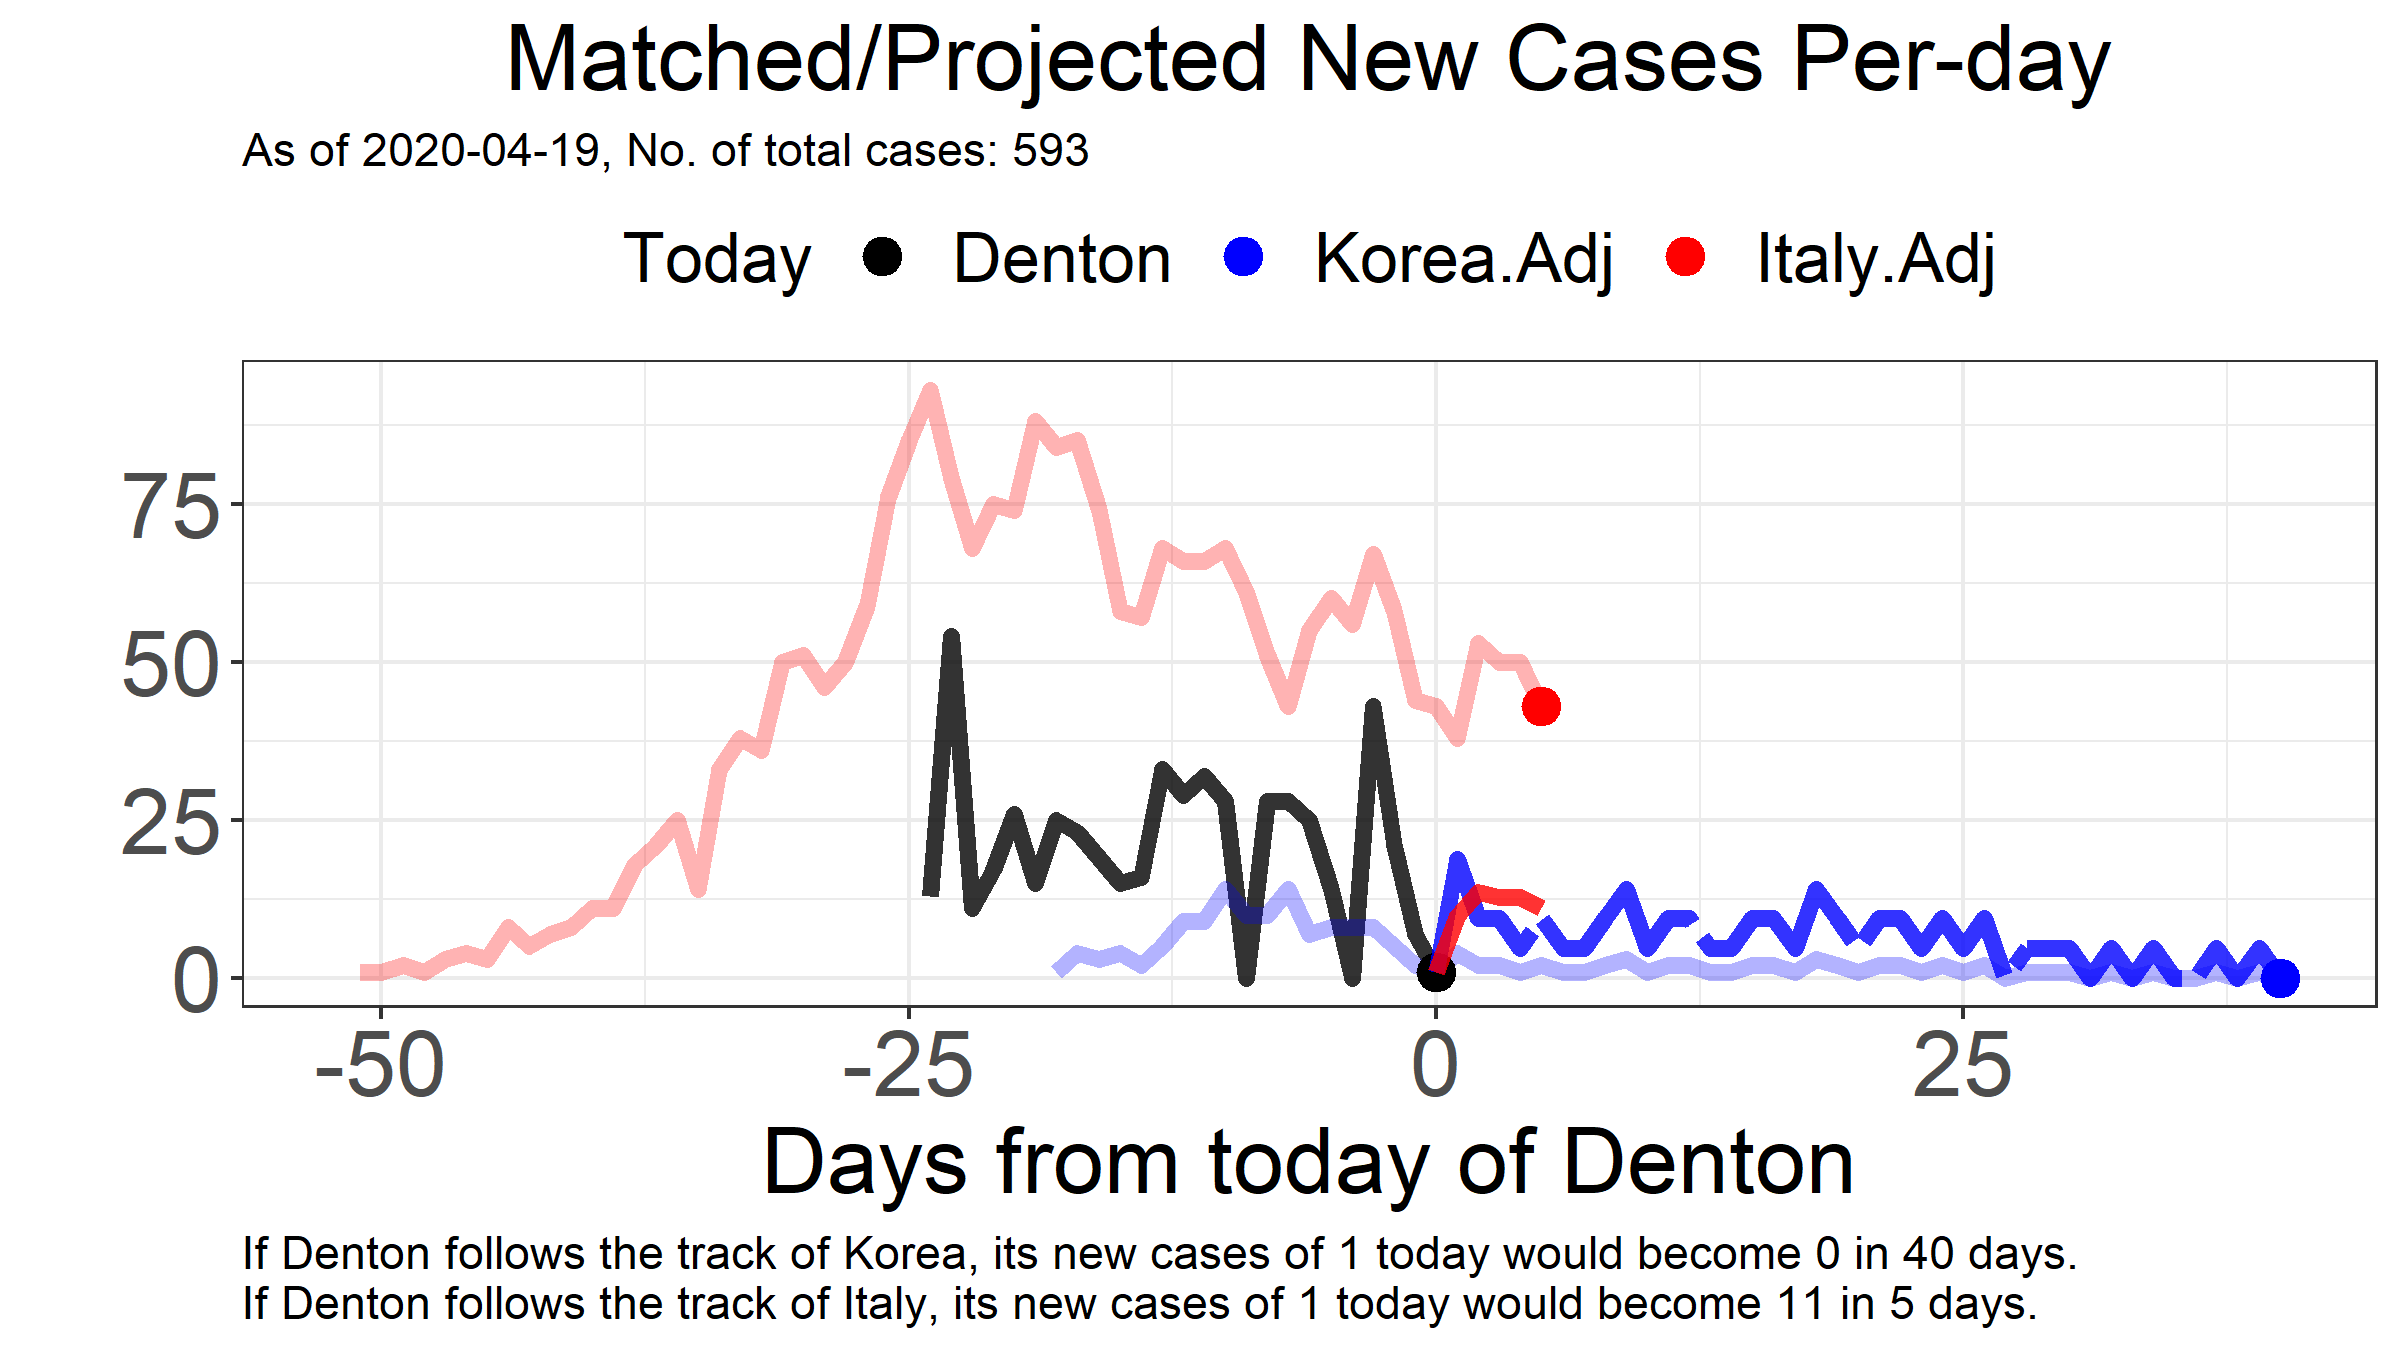 Matched/Projected New Cases Per-day
As of 2020-04-19, No. of total cases: 593
Today Denton Korea.Adj Italy.Adj
75
50
25
0
-50 -25 0 25
Days from today of Denton
If Denton follows the track of Korea, its new cases of 1 today would become 0 in 40 days.
If Denton follows the track of Italy, its new cases of 1 today would become 11 in 5 days.